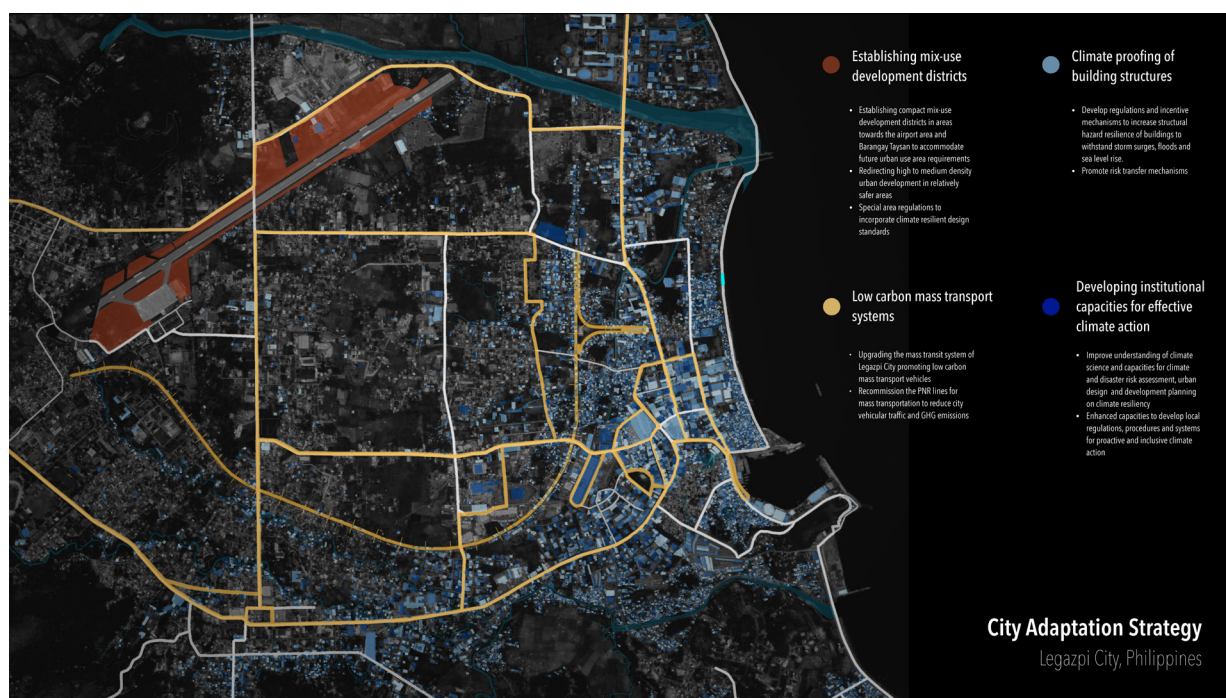 Establishing mix-use
development districts
• Establishing compact mix-use
development districts in areas
towards the airport area and
Barangay Taysan to accommodate
future urban use area requirements
• Redirecting high to medium density
urban development in relatively
safer areas
• Special area regulations to
incorporate climate resilient design
standards
Climate proofing of
building structures
• Develop regulations and incentive
mechanisms to increase structural
hazard resilience of buildings to
withstand storm surges, floods and
sea level rise.
• Promote risk transfer mechanisms
Low carbon mass transport
systems
• Upgrading the mass transit system of
Legazpi City promoting low carbon
mass transport vehicles
• Recommission the PNR lines for
mass transportation to reduce city
vehicular traffic and GHG emissions
Developing institutional
capacities for effective
climate action
• Improve understanding of climate
science and capacities for climate
and disaster risk assessment, urban
design and development planning
on climate resiliency
• Enhanced capacities to develop local
regulations, procedures and systems
for proactive and inclusive climate
action
City Adaptation Strategy
Legazpi City, Philippines